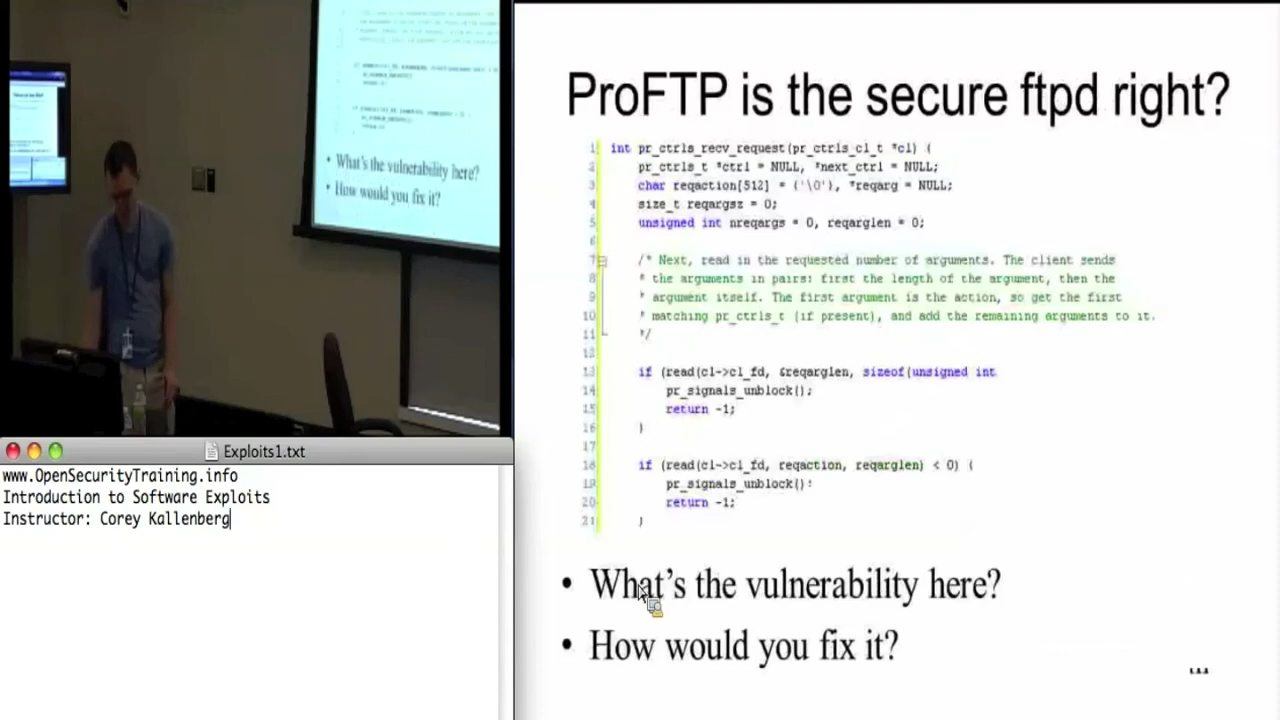 What's the vulnerability here?
How would you fix it?
Exploits1.txt
www.OpenSecurityTraining.info
Introduction to Software Exploits
Instructor: Corey Kallenberg
ProFTP is the secure ftpd right?
1 int pr_ctrls_recv_request(pr_ctrls_cl_t *cl) {
2 pr_ctrls_t *ctrl = NULL, *next_ctrl = NULL;
3 char reqaction[512] = {'\0'}, *reqarg = NULL;
4 size_t reqargsz = 0;
5 unsigned int nreqargs = 0, reqarglen = 0;
6
7 /* Next, read in the requested number of arguments. The client sends
8 * the arguments in pairs: first the length of the argument, then the
9 * argument itself. The first argument is the action, so get the first
10 * matching pr_ctrls_t (if present), and add the remaining arguments to it.
11 */
12
13 if (read(cl->cl_fd, &reqarglen, sizeof(unsigned int
14 pr_signals_unblock();
15 return -1;
16 }
17
18 if (read(cl->cl_fd, reqaction, reqarglen) < 0) {
19 pr_signals_unblock();
20 return -1;
21 }
• What's the vulnerability here?
• How would you fix it?
...